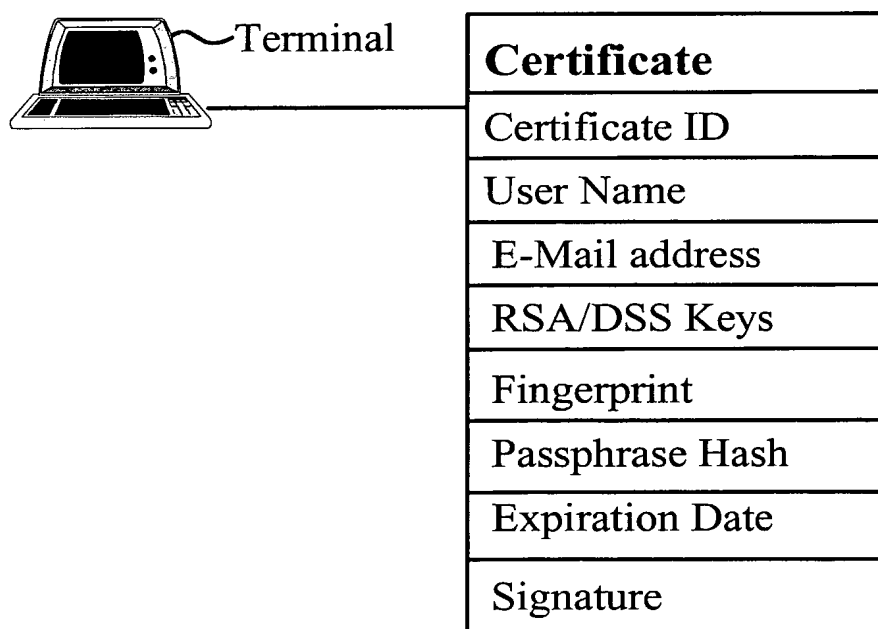 Terminal
Certificate
Certificate ID
User Name
E-Mail address
RSA/DSS Keys
Fingerprint
Passphrase Hash
Expiration Date
Signature